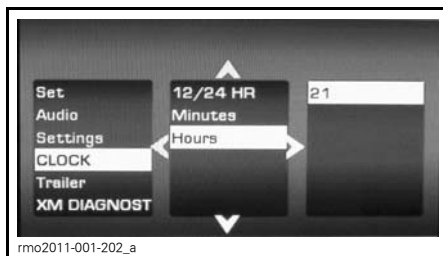 Set
Audio
Settings
CLOCK
Trailer
XM DIAGNOST
12/24 HR
Minutes
Hours
21
rmo2011-001-202_a